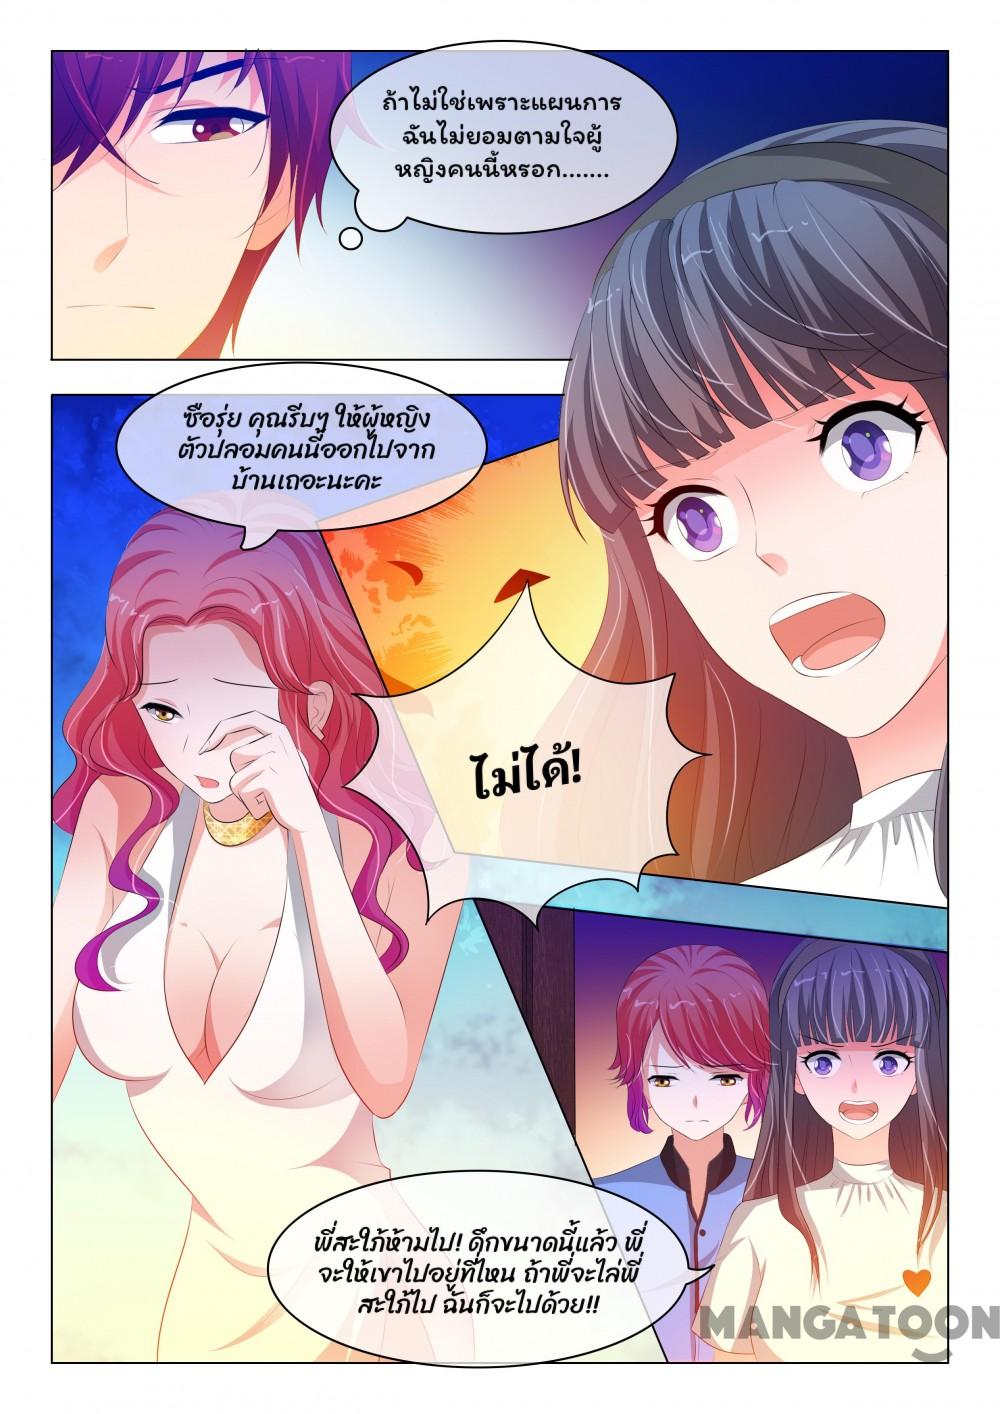 ถ้าไม่ใช่เพราะแผนการ
ฉันไม่ยอมตามใจผู้
หญิงคนนี้หรอก.......
ซือรุ่ย คุณรีบๆ ให้ผู้หญิง
ตัวปลอมคนนี้ออกไปจาก
บ้านเถอะนะคะ
ไม่ได้!
พี่สะใภ้ห้ามไป! ดึกขนาดนี้แล้ว พี่
จะให้เขาไปอยู่ที่ไหน ถ้าพี่จะไล่พี่
สะใภ้ไป ฉันก็จะไปด้วย!!
MANGATOON